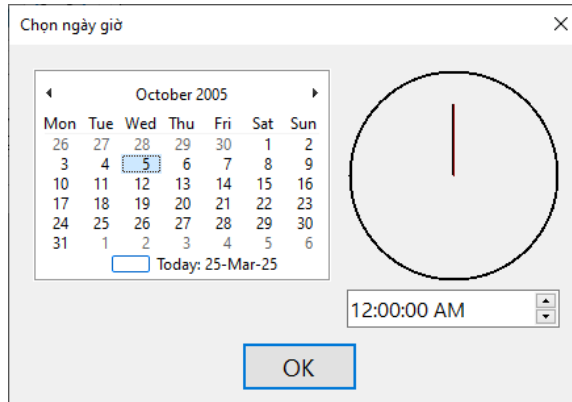 Chọn ngày giờ
October 2005
Mon Tue Wed Thu Fri Sat Sun
26 27 28 29 30 1 2
3 4 5 6 7 8 9
10 11 12 13 14 15 16
17 18 19 20 21 22 23
24 25 26 27 28 29 30
31 1 2 3 4 5 6
Today: 25-Mar-25
12:00:00 AM
OK